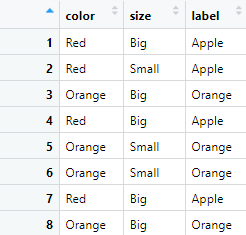 color size label
1 Red Big Apple
2 Red Small Apple
3 Orange Big Orange
4 Red Big Apple
5 Orange Small Orange
6 Orange Small Orange
7 Red Big Apple
8 Orange Big Orange